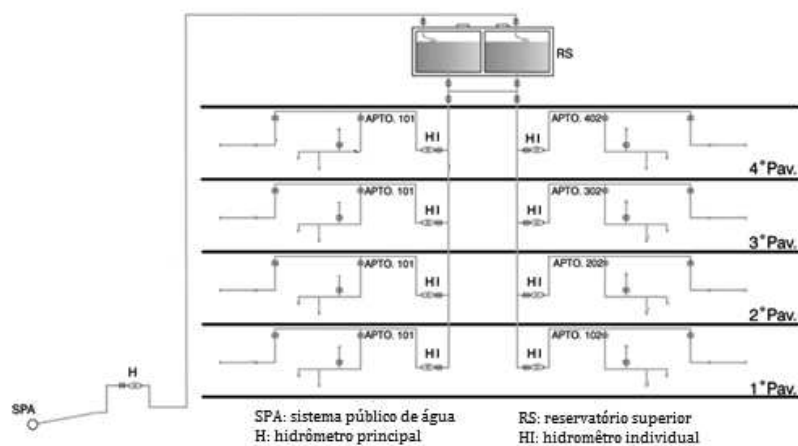 RS
APTO. 101 HI HI APTO. 402
4°Pav.
APTO. 101 HI HI APTO. 302
3°Pav.
APTO. 101 HI HI APTO. 202
2°Pav.
APTO. 101 HI HI APTO. 102
1°Pav.
H
SPA
SPA: sistema público de água
H: hidrômetro principal
RS: reservatório superior
HI: hidromêtro individual